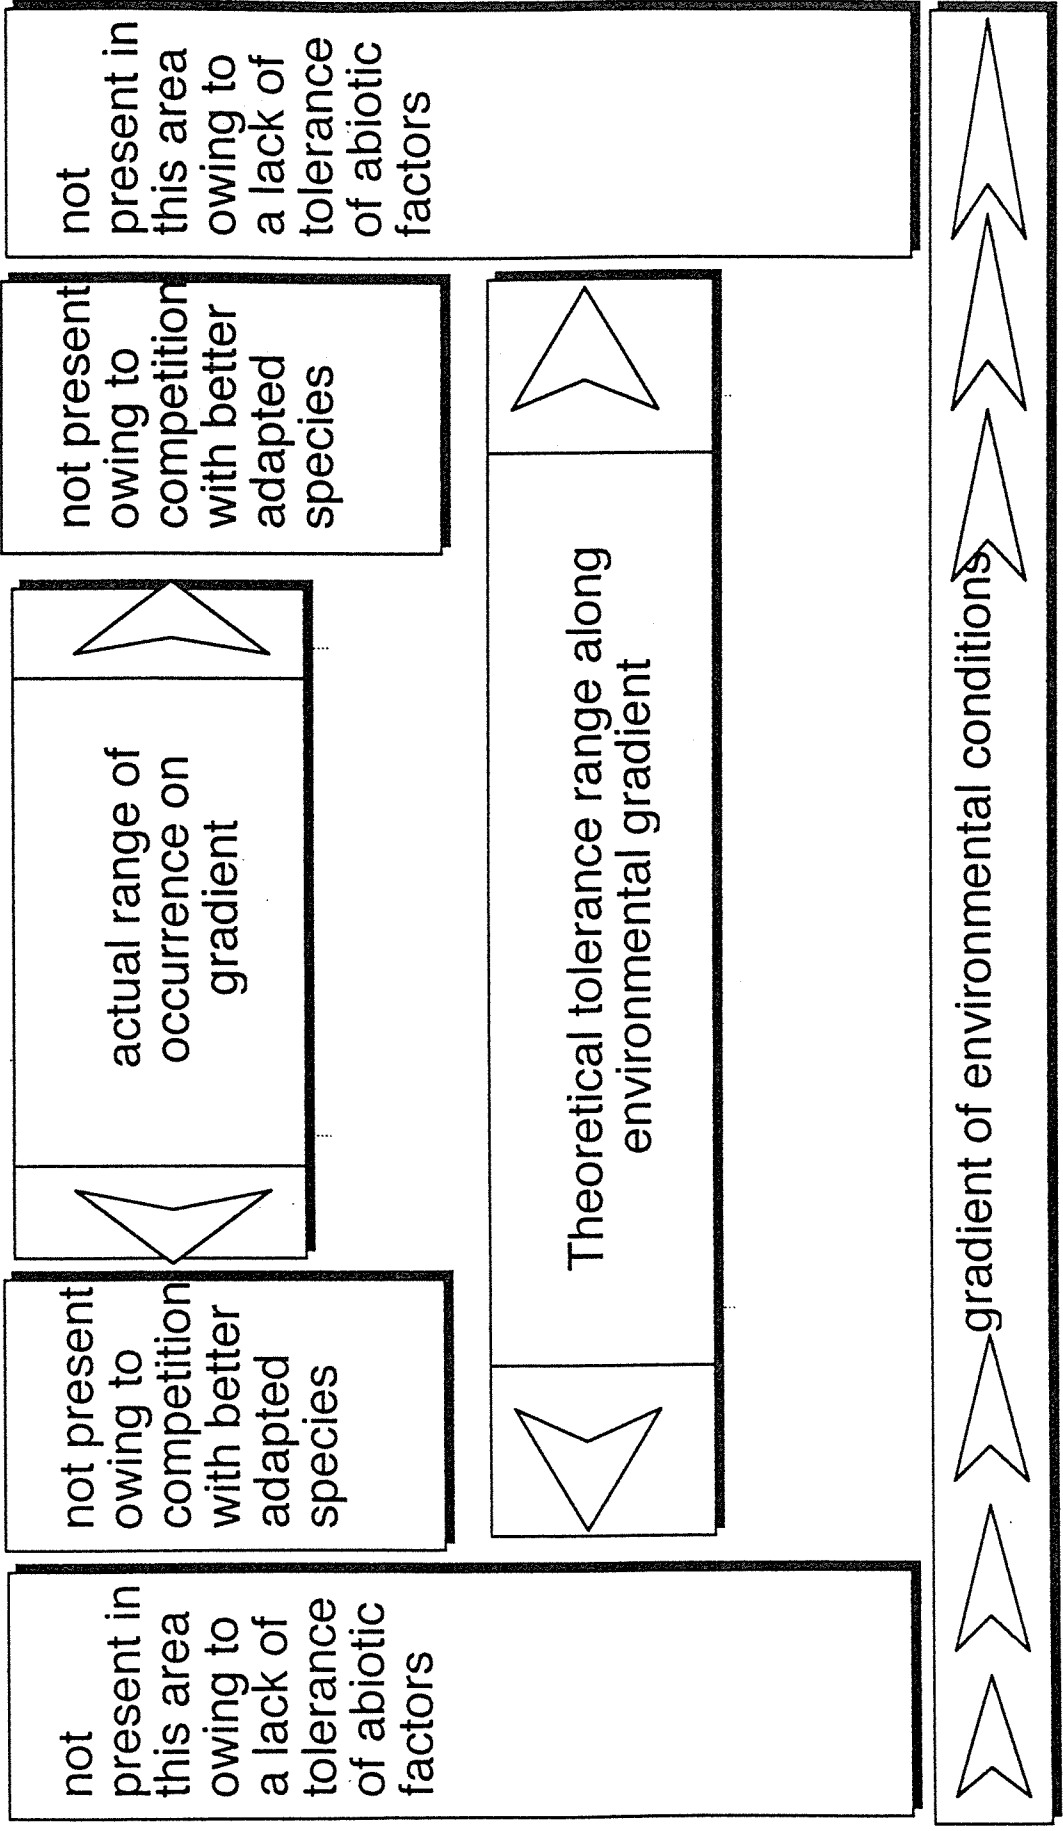 not
present in
this area
owing to
a lack of
tolerance
of abiotic
factors
not present
owing to
competition
with better
adapted
species
actual range of
occurrence on
gradient
not present
owing to
competition
with better
adapted
species
not
present in
this area
owing to
a lack of
tolerance
of abiotic
factors
Theoretical tolerance range along
environmental gradient
gradient of environmental conditions